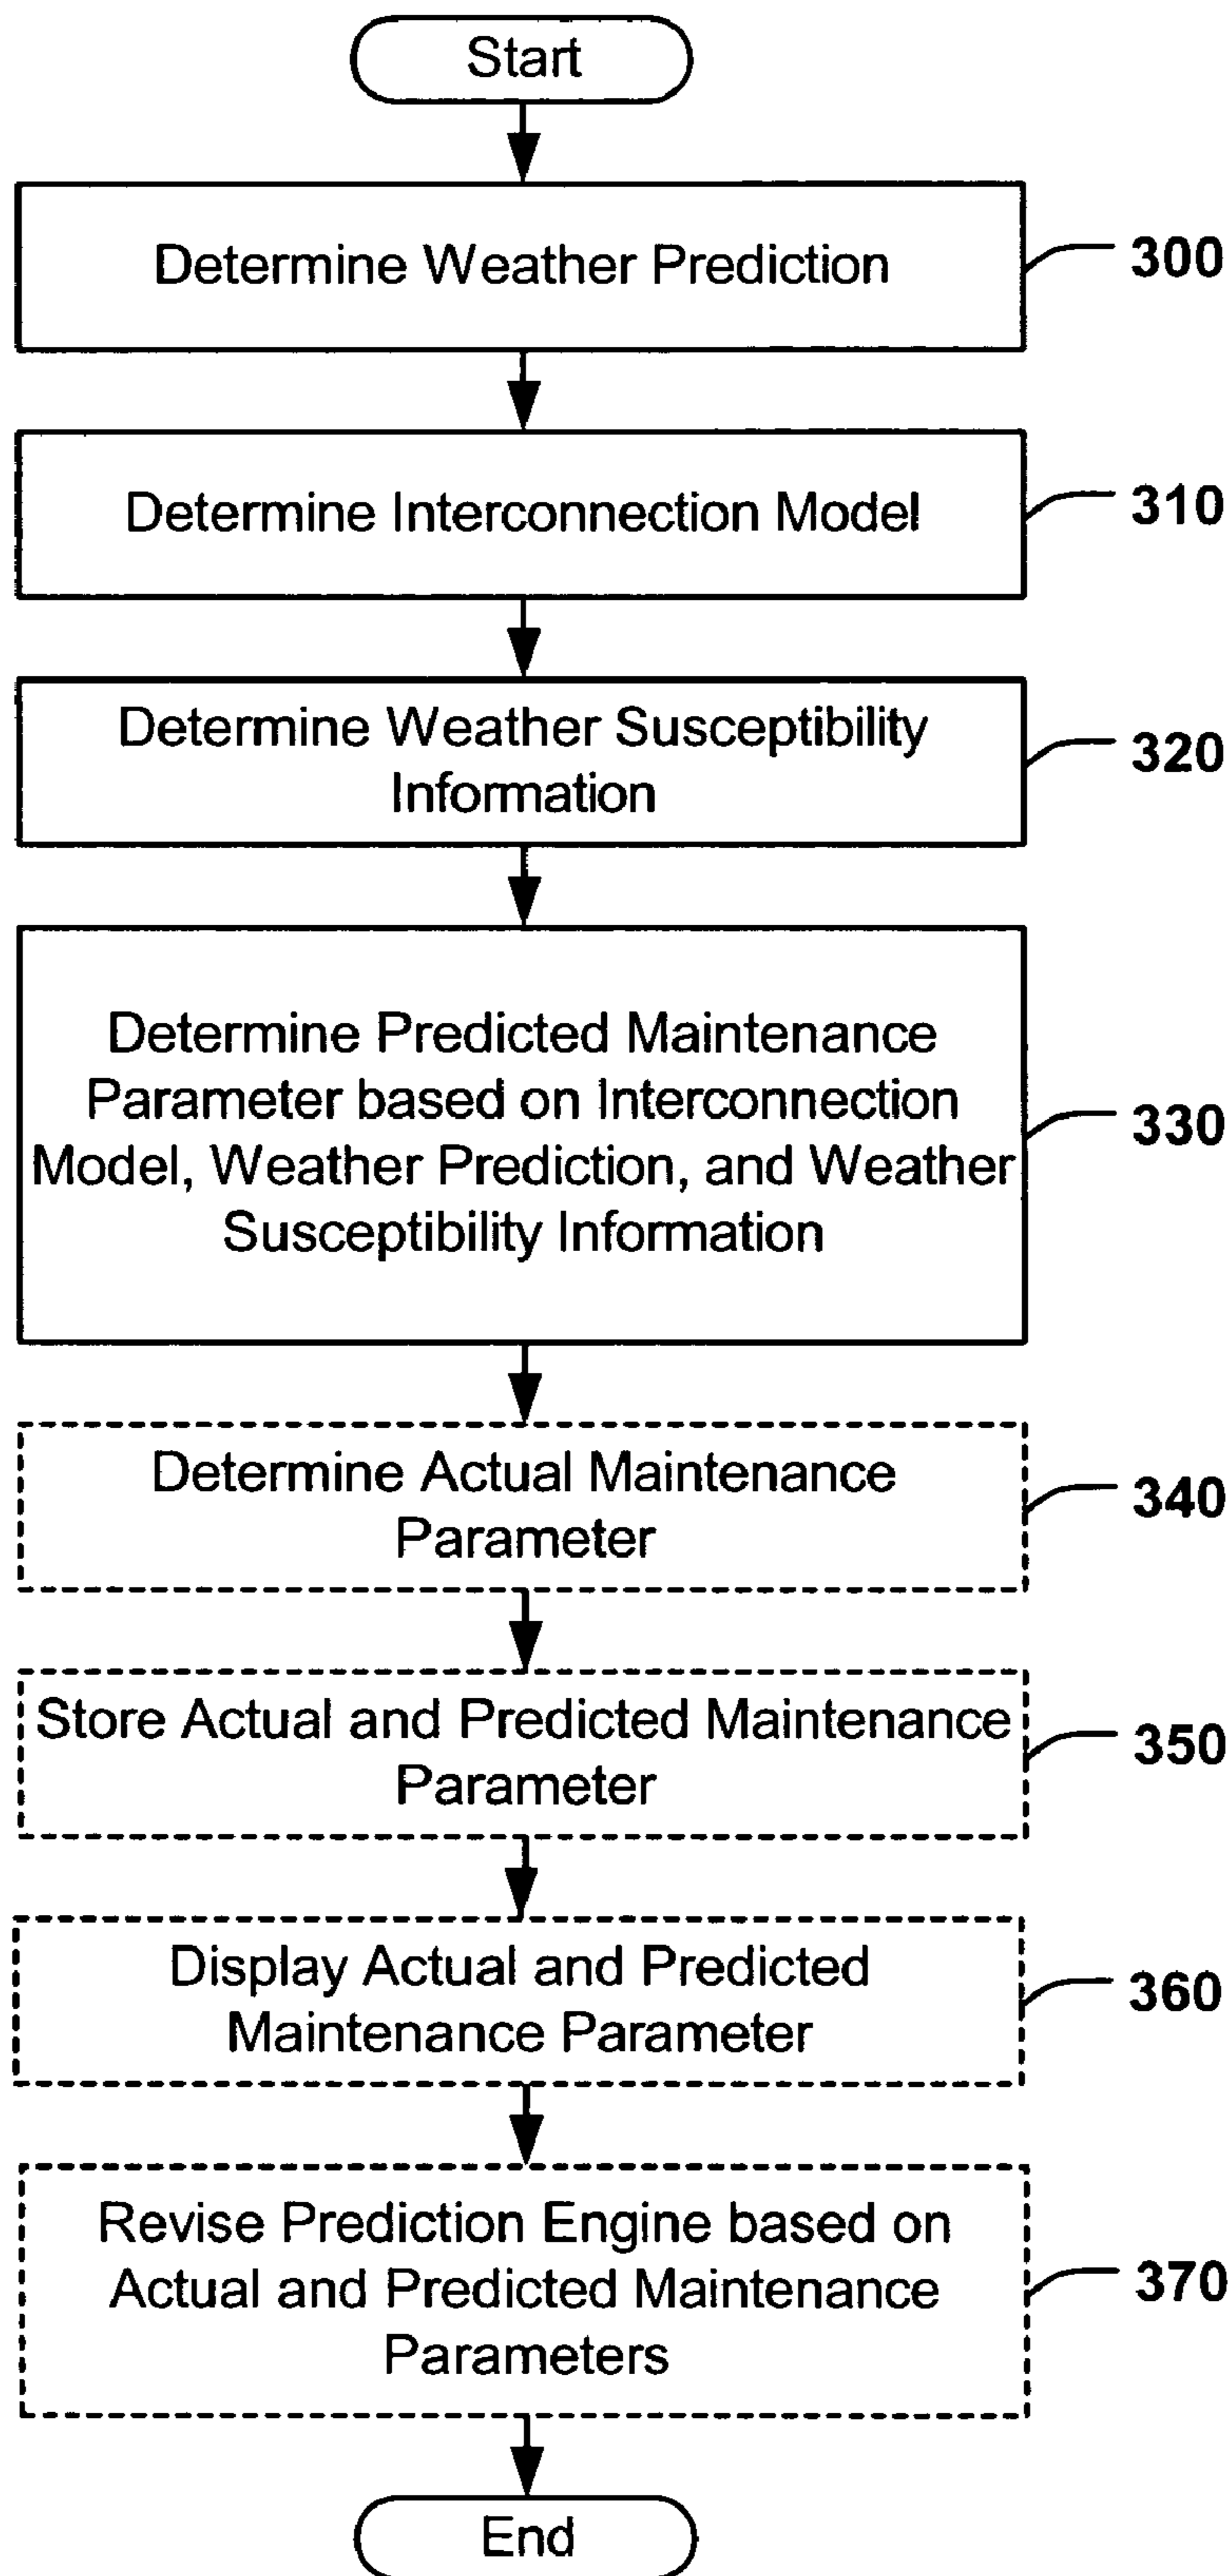 Start
Determine Weather Prediction
300
Determine Interconnection Model
310
Determine Weather Susceptibility
Information
320
Determine Predicted Maintenance
Parameter based on Interconnection
Model, Weather Prediction, and Weather
Susceptibility Information
330
Determine Actual Maintenance
Parameter
340
Store Actual and Predicted Maintenance
Parameter
350
Display Actual and Predicted
Maintenance Parameter
360
Revise Prediction Engine based on
Actual and Predicted Maintenance
Parameters
370
End